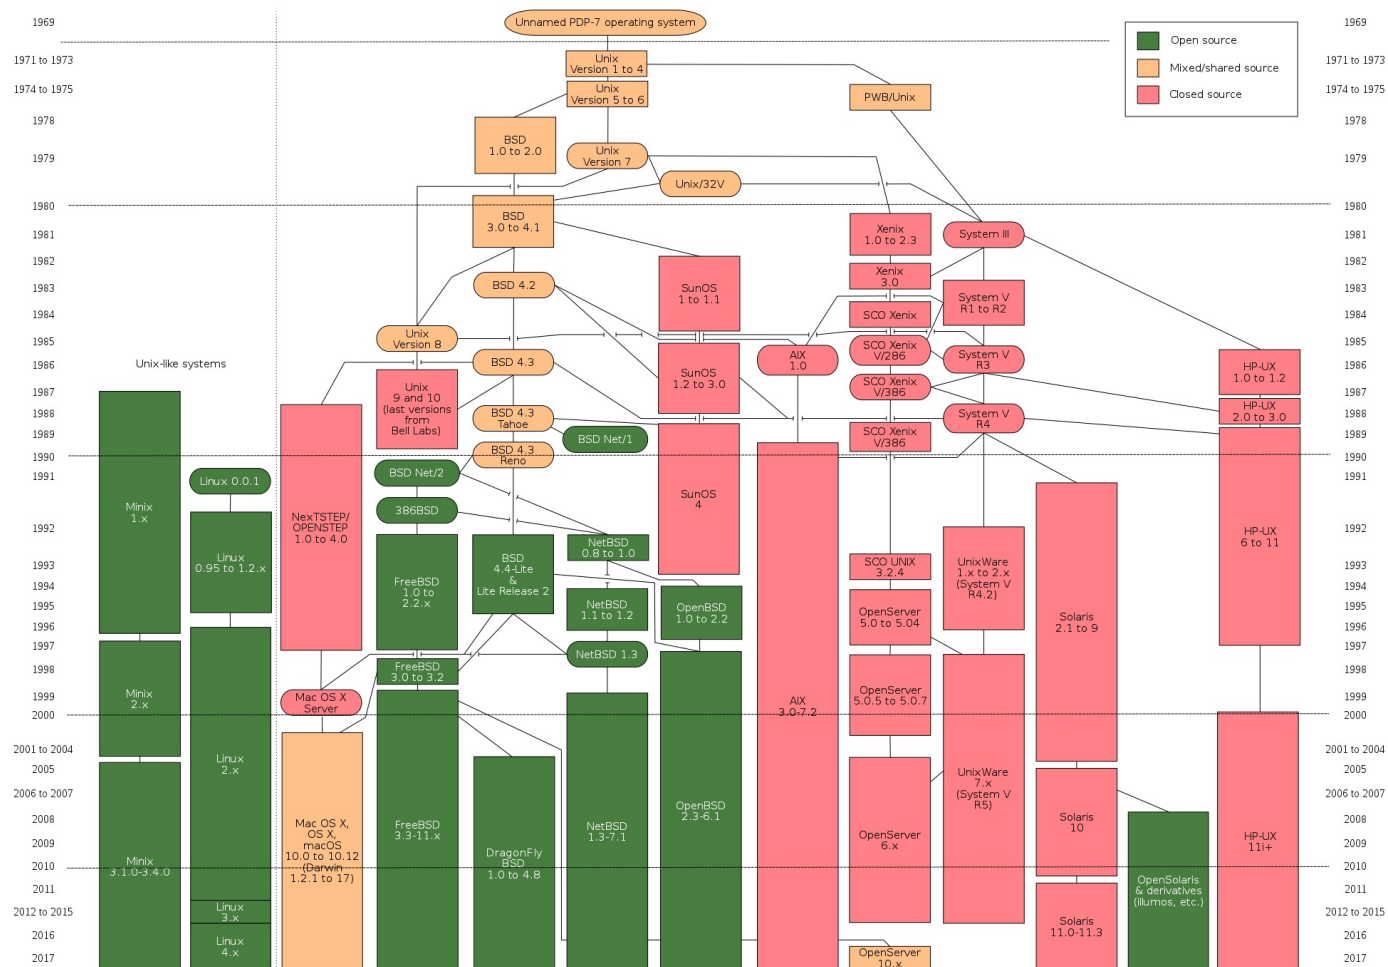 Unnamed PDP-7 operating system
1969
1969
Open source
Mixed/shared source
Closed source
1971 to 1973
Unix
Version 1 to 4
1971 to 1973
1974 to 1975
Unix
Version 5 to 6
PWB/Unix
1974 to 1975
1978
1978
BSD
1.0 to 2.0
Unix
Version 7
1979
1979
Unix/32V
1980
1980
BSD
3.0 to 4.1
Xenix
1.0 to 2.3
System III
1981
1981
1982
1982
Xenix
3.0
BSD 4.2
1983
1983
SunOS
1 to 1.1
System V
R1 to R2
1984
1984
SCO Xenix
Unix
Version 8
1985
1985
SCO Xenix
V/286
System V
R3
AIX
1.0
BSD 4.3
Unix-like systems
1986
1986
HP-UX
1.0 to 1.2
SunOS
1.2 to 3.0
SCO Xenix
V/386
1987
1987
Unix
9 and 10
(last versions
from
Bell Labs)
HP-UX
2.0 to 3.0
1988
1988
BSD 4.3
Tahoe
System V
R4
1989
1989
BSD Net/1
SCO Xenix
V/386
BSD 4.3
Reno
1990
1990
BSD Net/2
1991
1991
Linux 0.0.1
SunOS
4
Minix
1.x
386BSD
NexTSTEP/
OPENSTEP
1.0 to 4.0
1992
1992
HP-UX
6 to 11
NetBSD
0.8 to 1.0
Linux
0.95 to 1.2.x
BSD
4.4-Lite
&
Lite Release 2
SCO UNIX
3.2.4
UnixWare
1.x to 2.x
(System V
R4.2)
1993
1993
FreeBSD
1.0 to
2.2.x
1994
1994
NetBSD
1.1 to 1.2
OpenBSD
1.0 to 2.2
OpenServer
5.0 to 5.04
1995
1995
Solaris
2.1 to 9
1996
1996
1997
1997
NetBSD 1.3
1998
1998
FreeBSD
3.0 to 3.2
Minix
2.x
Mac OS X
Server
OpenServer
5.0.5 to 5.0.7
1999
1999
AIX
3.0-7.2
2000
2000
2001 to 2004
2001 to 2004
Linux
2.x
2005
2005
UnixWare
7.x
(System V
R5)
2006 to 2007
2006 to 2007
OpenBSD
2.3-6.1
Solaris
10
2008
2008
Mac OS X,
OS X,
macOS
10.0 to 10.12
(Darwin
1.2.1 to 17)
FreeBSD
3.3-11.x
NetBSD
1.3-7.1
OpenServer
6.x
HP-UX
11i+
2009
2009
DragonFly
BSD
1.0 to 4.8
Minix
3.1.0-3.4.0
2010
2010
OpenSolaris
& derivatives
(illumos, etc.)
2011
2011
2012 to 2015
2012 to 2015
Linux
3.x
Solaris
11.0-11.3
2016
2016
Linux
4.x
OpenServer
10.x
2017
2017